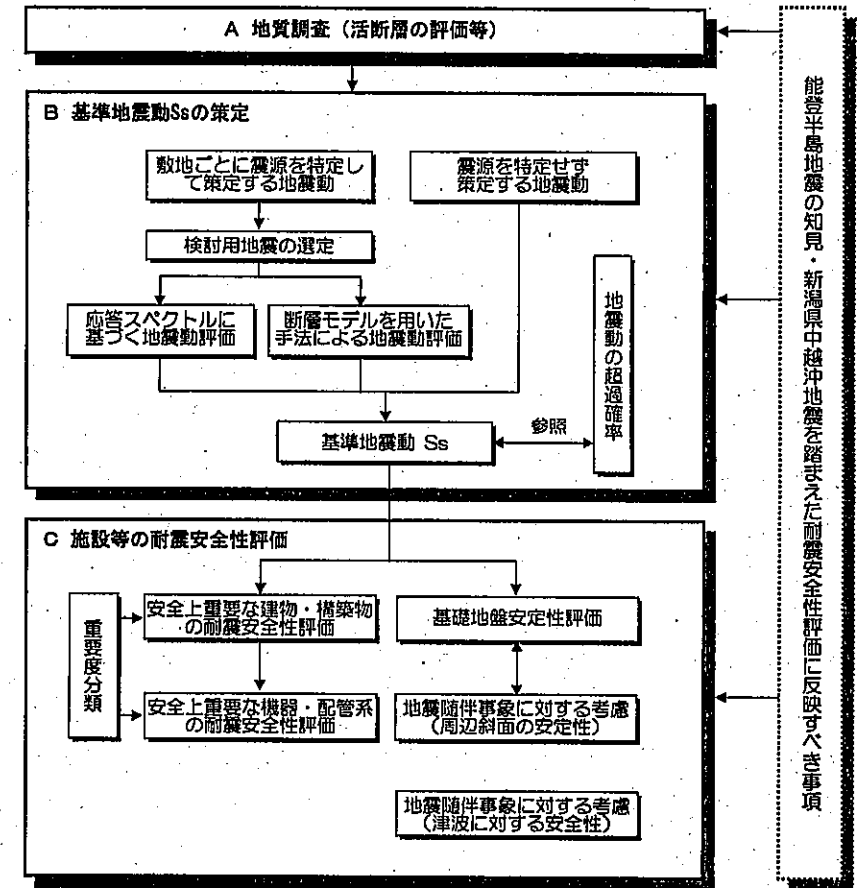 A 地質調査（活断層の評価等）
B 基準地震動Ssの策定
敷地ごとに震源を特定し
て策定する地震動
震源を特定せず
策定する地震動
検討用地震の選定
応答スペクトルに
基づく地震動評価
断層モデルを用いた
手法による地震動評価
地震動の超過確率
基準地震動 Ss
参照
C 施設等の耐震安全性評価
重要度分類
安全上重要な建物・構築物
の耐震安全性評価
基礎地盤安定性評価
安全上重要な機器・配管系
の耐震安全性評価
地震随伴事象に対する考慮
（周辺斜面の安定性）
地震随伴事象に対する考慮
（津波に対する安全性）
能登半島地震の知見・新潟県中越沖地震を踏まえた耐震安全性評価に反映すべき事項